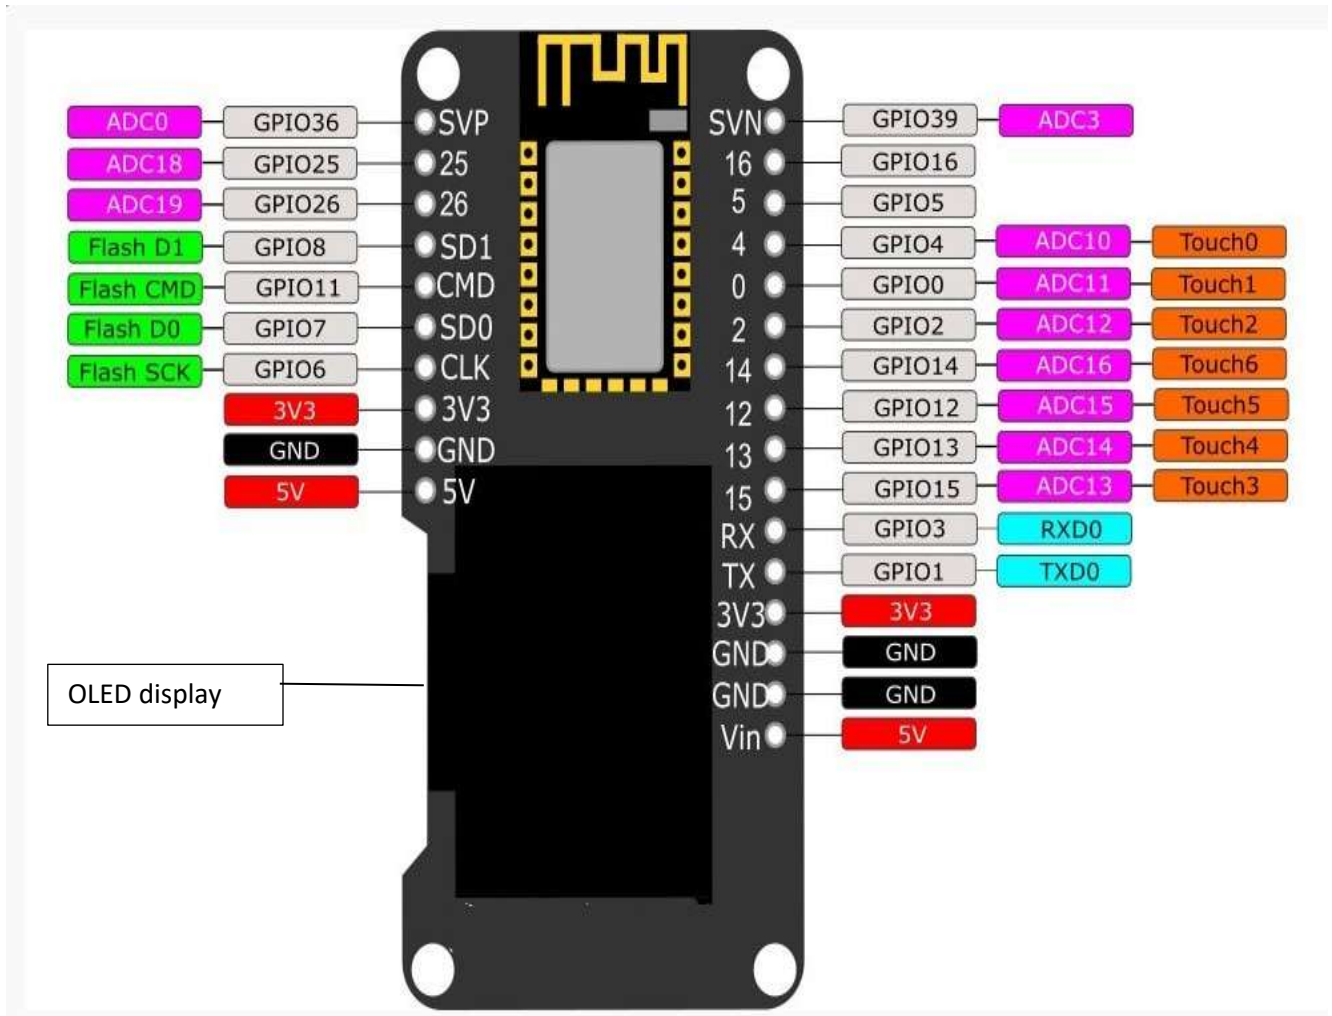 ADC0 GPIO36 SVP SVN GPIO39 ADC3
ADC18 GPIO25 25 16 GPIO16
ADC19 GPIO26 26 5 GPIO5
Flash D1 GPIO8 SD1 4 GPIO4 ADC10 Touch0
Flash CMD GPIO11 CMD 0 GPIO0 ADC11 Touch1
Flash D0 GPIO7 SD0 2 GPIO2 ADC12 Touch2
Flash SCK GPIO6 CLK 14 GPIO14 ADC16 Touch6
3V3 3V3 12 GPIO12 ADC15 Touch5
GND GND 13 GPIO13 ADC14 Touch4
5V 5V 15 GPIO15 ADC13 Touch3
RX GPIO3 RXD0
TX GPIO1 TXD0
3V3 3V3
GND GND
OLED display GND GND
Vin 5V